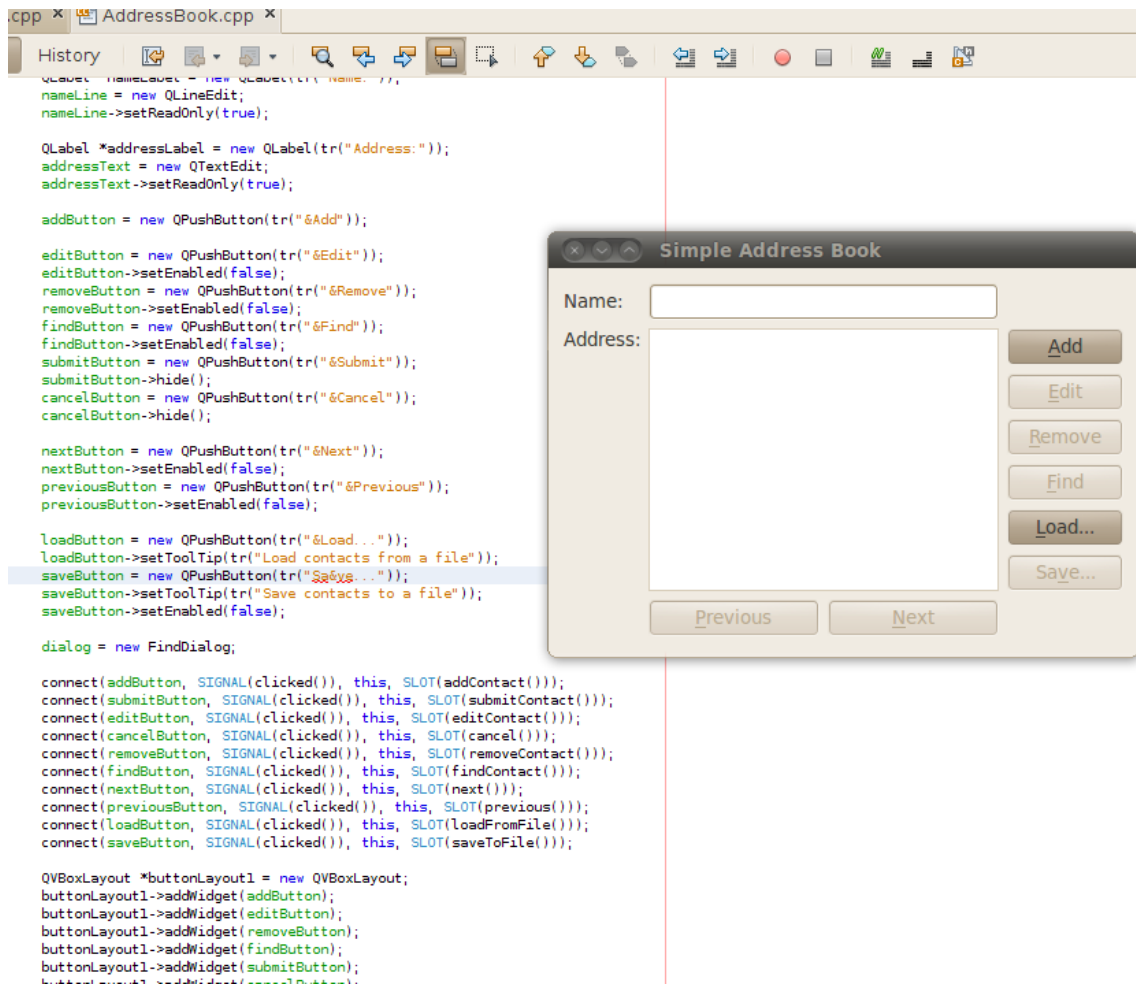 .cpp × AddressBook.cpp ×
History
QLabel *nameLabel = new QLabel(tr("Name:"));
nameLine = new QLineEdit;
nameLine->setReadOnly(true);
QLabel *addressLabel = new QLabel(tr("Address:"));
addressText = new QTextEdit;
addressText->setReadOnly(true);
addButton = new QPushButton(tr("&Add"));
editButton = new QPushButton(tr("&Edit"));
editButton->setEnabled(false);
removeButton = new QPushButton(tr("&Remove"));
removeButton->setEnabled(false);
findButton = new QPushButton(tr("&Find"));
findButton->setEnabled(false);
submitButton = new QPushButton(tr("&Submit"));
submitButton->hide();
cancelButton = new QPushButton(tr("&Cancel"));
cancelButton->hide();
nextButton = new QPushButton(tr("&Next"));
nextButton->setEnabled(false);
previousButton = new QPushButton(tr("&Previous"));
previousButton->setEnabled(false);
loadButton = new QPushButton(tr("&Load..."));
loadButton->setToolTip(tr("Load contacts from a file"));
saveButton = new QPushButton(tr("Sa&ve..."));
saveButton->setToolTip(tr("Save contacts to a file"));
saveButton->setEnabled(false);
dialog = new FindDialog;
connect(addButton, SIGNAL(clicked()), this, SLOT(addContact()));
connect(submitButton, SIGNAL(clicked()), this, SLOT(submitContact()));
connect(editButton, SIGNAL(clicked()), this, SLOT(editContact()));
connect(cancelButton, SIGNAL(clicked()), this, SLOT(cancel()));
connect(removeButton, SIGNAL(clicked()), this, SLOT(removeContact()));
connect(findButton, SIGNAL(clicked()), this, SLOT(findContact()));
connect(nextButton, SIGNAL(clicked()), this, SLOT(next()));
connect(previousButton, SIGNAL(clicked()), this, SLOT(previous()));
connect(loadButton, SIGNAL(clicked()), this, SLOT(loadFromFile()));
connect(saveButton, SIGNAL(clicked()), this, SLOT(saveToFile()));
QVBoxLayout *buttonLayout1 = new QVBoxLayout;
buttonLayout1->addWidget(addButton);
buttonLayout1->addWidget(editButton);
buttonLayout1->addWidget(removeButton);
buttonLayout1->addWidget(findButton);
buttonLayout1->addWidget(submitButton);
buttonLayout1->addWidget(cancelButton);
Simple Address Book
Name:
Address:
Add
Edit
Remove
Find
Load...
Save...
Previous Next